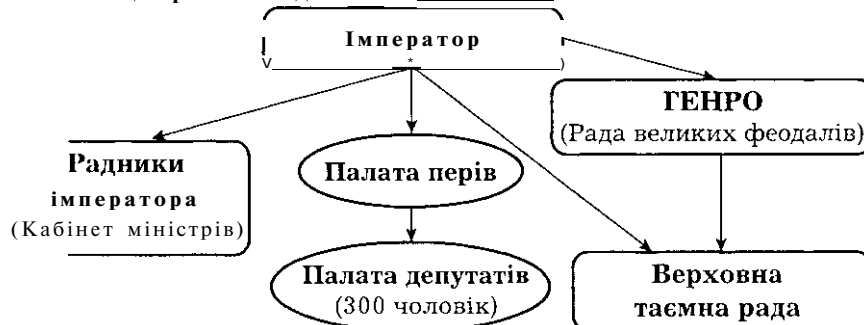 Імператор
ГЕНРО
(Рада великих феодалів)
Радники
імператора
(Кабінет міністрів)
Палата перів
Палата депутатів
(300 чоловік)
Верховна
таємна рада